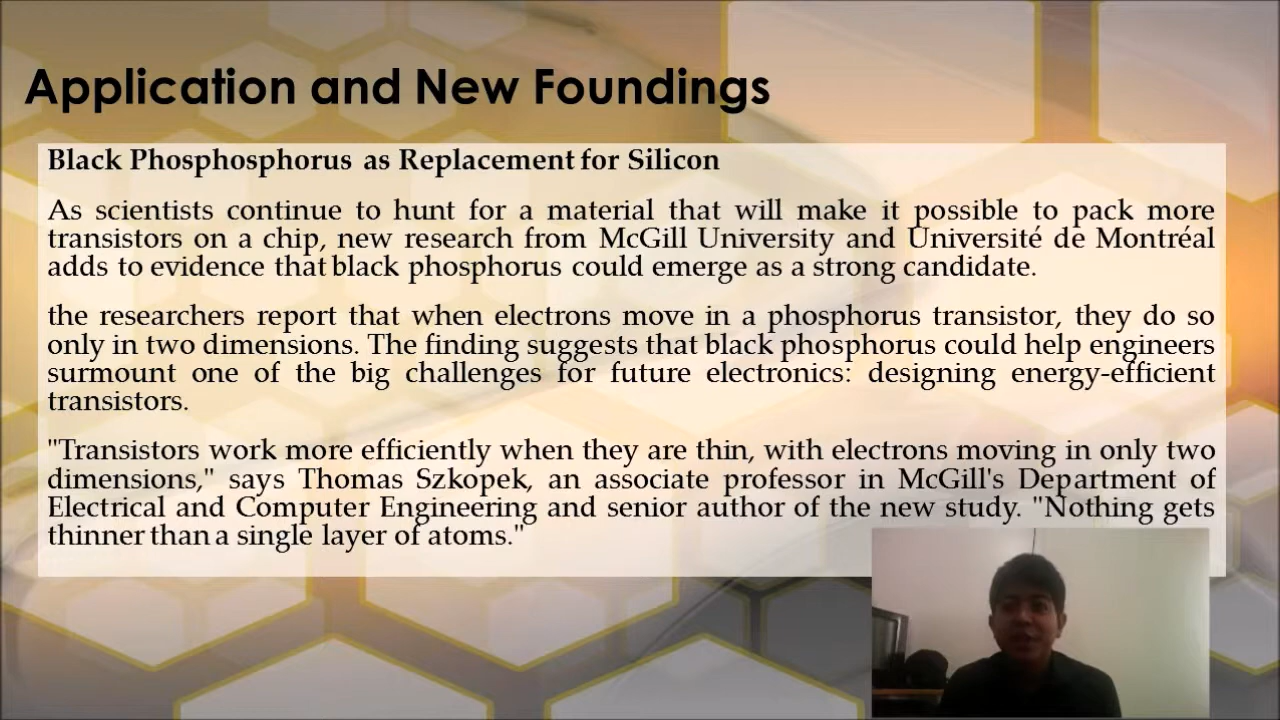 Application and New Foundings
Black Phosphosphorus as Replacement for Silicon
As scientists continue to hunt for a material that will make it possible to pack more
transistors on a chip, new research from McGill University and Université de Montréal
adds to evidence that black phosphorus could emerge as a strong candidate.
the researchers report that when electrons move in a phosphorus transistor, they do so
only in two dimensions. The finding suggests that black phosphorus could help engineers
surmount one of the big challenges for future electronics: designing energy-efficient
transistors.
"Transistors work more efficiently when they are thin, with electrons moving in only two
dimensions," says Thomas Szkopek, an associate professor in McGill's Department of
Electrical and Computer Engineering and senior author of the new study. "Nothing gets
thinner than a single layer of atoms."